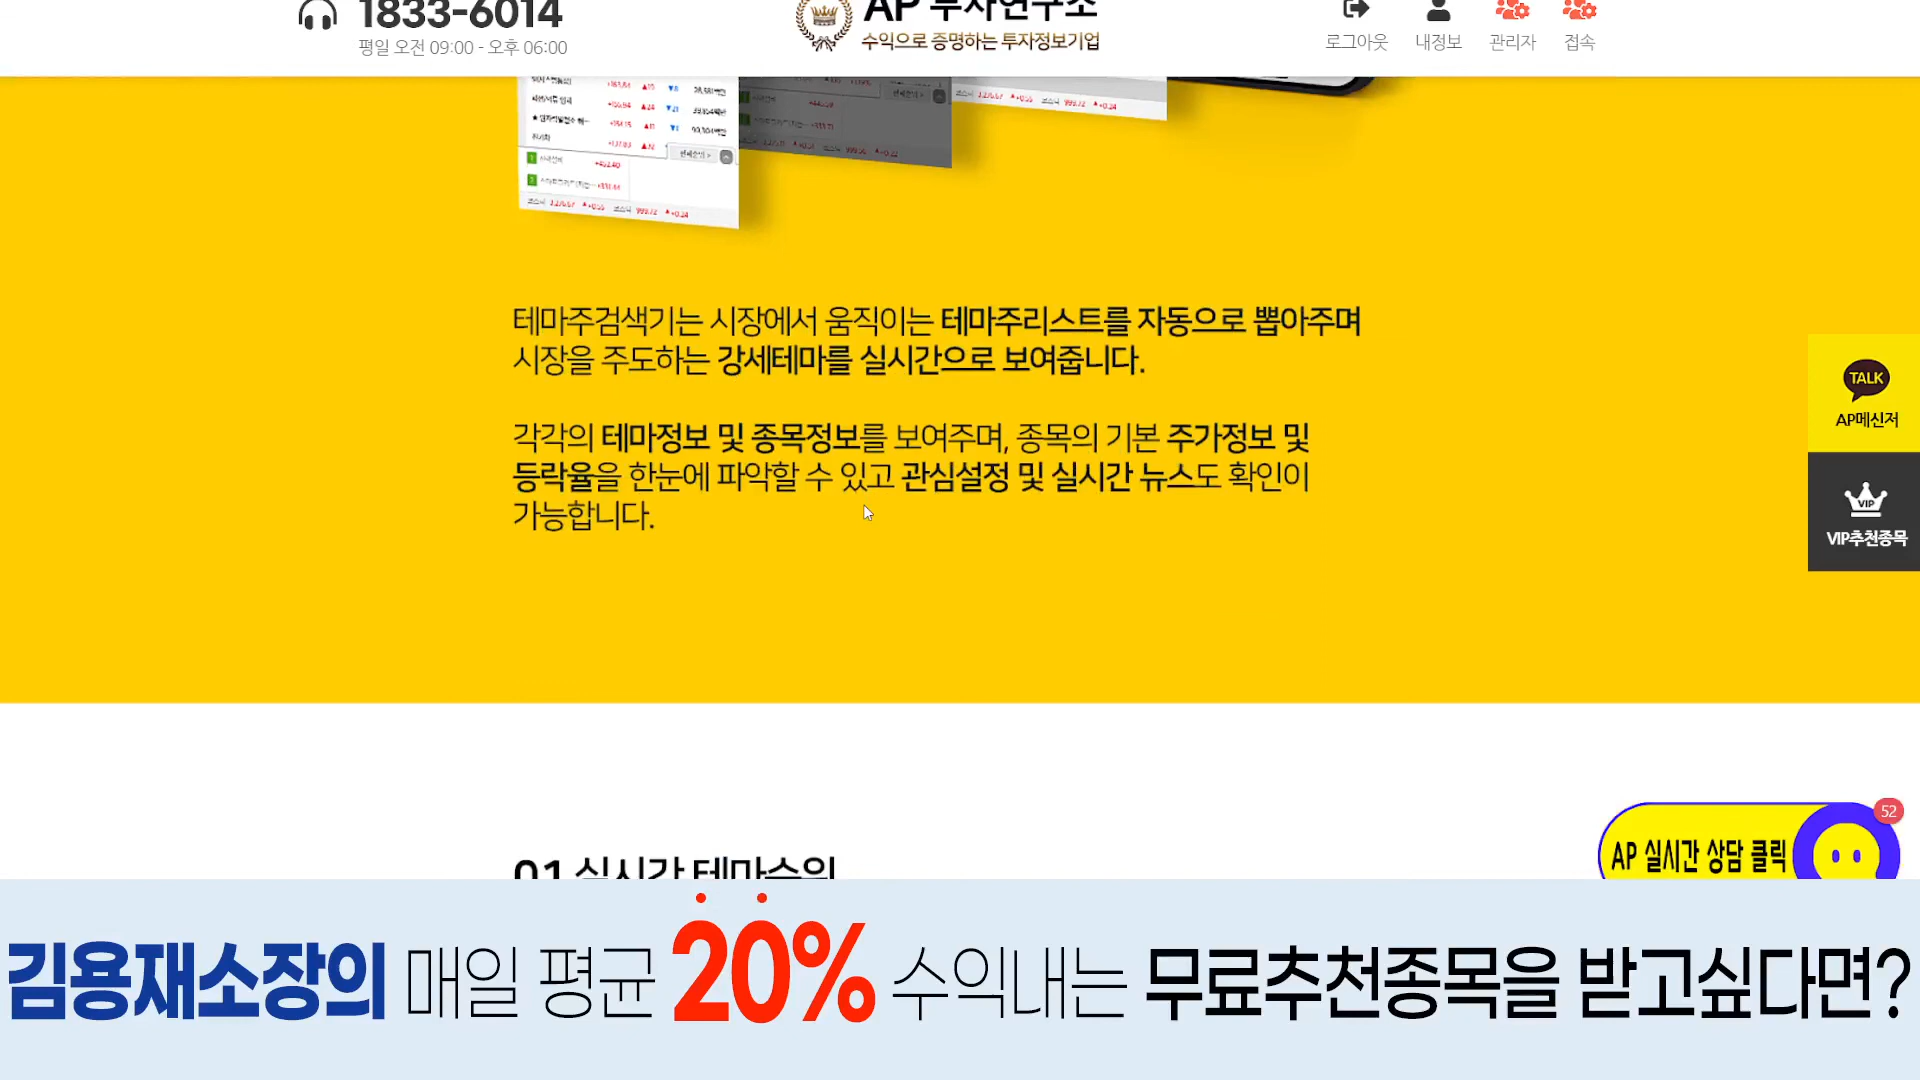 1833-6014
평일 오전 09:00 - 오후 06:00
AP 투자연구소
수익으로 증명하는 투자정보기업
로그아웃
내정보
관리자
접속
테마주검색기는 시장에서 움직이는 테마주리스트를 자동으로 뽑아주며
시장을 주도하는 강세테마를 실시간으로 보여줍니다.
각각의 테마정보 및 종목정보를 보여주며, 종목의 기본 주가정보 및
등락율을 한눈에 파악할 수 있고 관심설정 및 실시간 뉴스도 확인이
가능합니다.
TALK
AP메신저
VIP
VIP추천종목
01 실시간 테마순위
52
AP 실시간 상담 클릭
김용재소장의 매일 평균 20% 수익내는 무료추천종목을 받고싶다면?